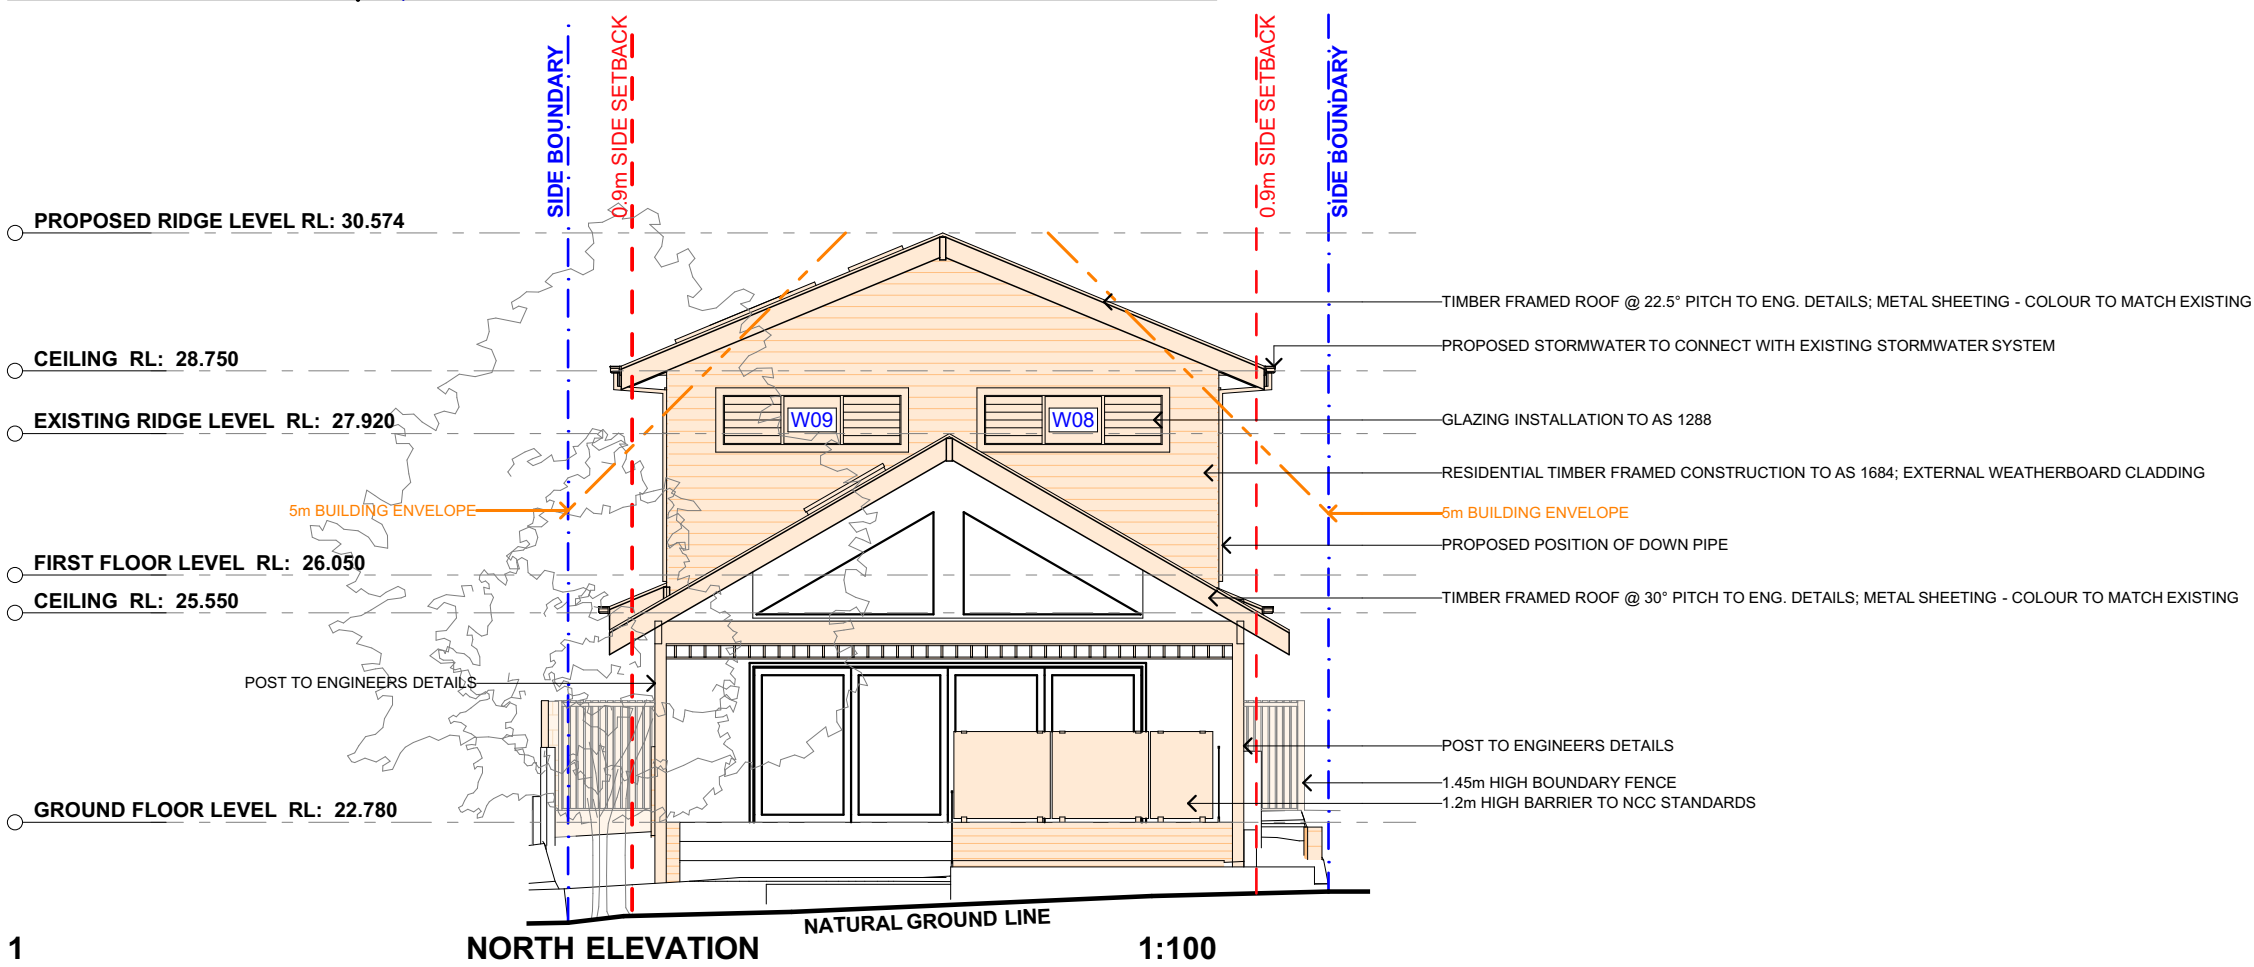 SIDE BOUNDARY
0.9m SIDE SETBACK
0.9m SIDE SETBACK
SIDE BOUNDARY
PROPOSED RIDGE LEVEL RL: 30.574
TIMBER FRAMED ROOF @ 22.5° PITCH TO ENG. DETAILS; METAL SHEETING - COLOUR TO MATCH EXISTING
PROPOSED STORMWATER TO CONNECT WITH EXISTING STORMWATER SYSTEM
CEILING RL: 28.750
EXISTING RIDGE LEVEL RL: 27.920
W09
W08
GLAZING INSTALLATION TO AS 1288
RESIDENTIAL TIMBER FRAMED CONSTRUCTION TO AS 1684; EXTERNAL WEATHERBOARD CLADDING
5m BUILDING ENVELOPE
5m BUILDING ENVELOPE
PROPOSED POSITION OF DOWN PIPE
FIRST FLOOR LEVEL RL: 26.050
CEILING RL: 25.550
TIMBER FRAMED ROOF @ 30° PITCH TO ENG. DETAILS; METAL SHEETING - COLOUR TO MATCH EXISTING
POST TO ENGINEERS DETAILS
POST TO ENGINEERS DETAILS
1.45m HIGH BOUNDARY FENCE
1.2m HIGH BARRIER TO NCC STANDARDS
GROUND FLOOR LEVEL RL: 22.780
NATURAL GROUND LINE
1
NORTH ELEVATION
1:100